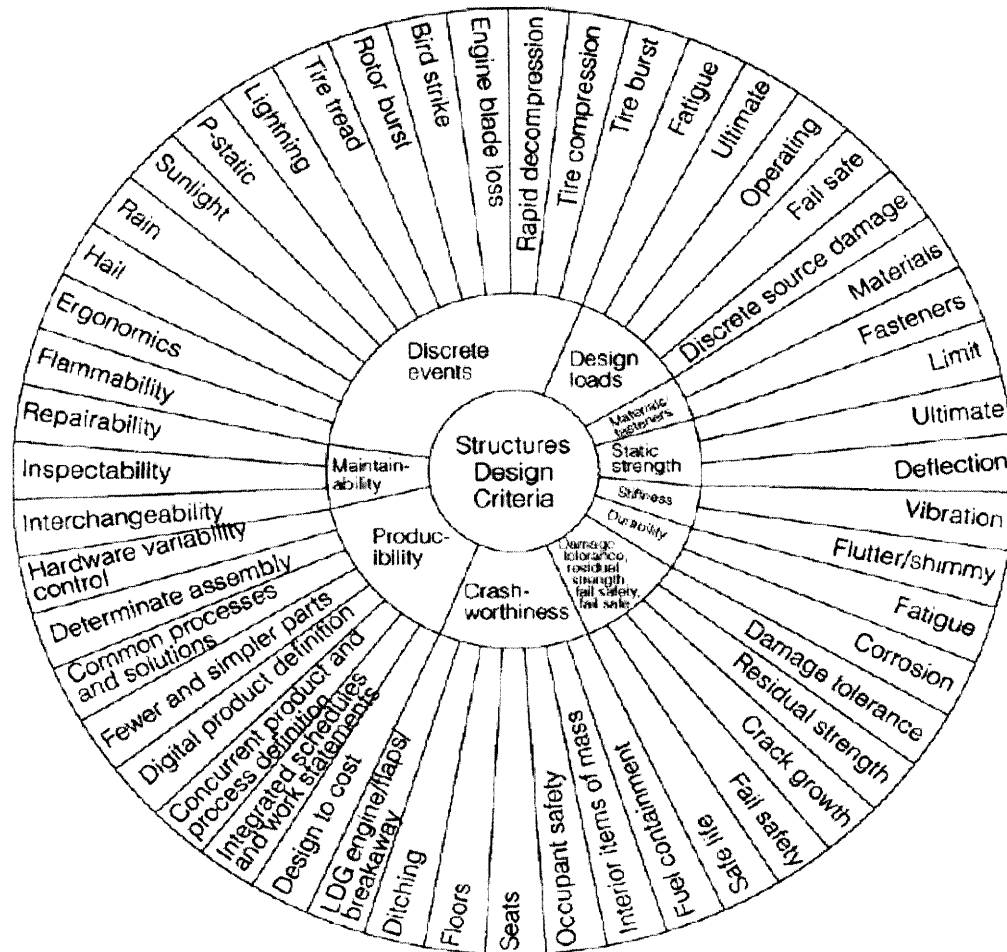 Structures
Design
Criteria
Discrete
events
Design
loads
Materials/
fasteners
Static
strength
Stiffness
Durability
Damage
tolerance,
residual
strength
fail safety,
fail safe
Crash-
worthiness
Produc-
ibility
Maintain-
ability
Hail
Rain
Sunlight
P-static
Lightning
Tire tread
Rotor burst
Bird strike
Engine blade loss
Rapid decompression
Tire compression
Tire burst
Fatigue
Ultimate
Operating
Fail safe
Discrete source damage
Materials
Fasteners
Limit
Ultimate
Deflection
Vibration
Flutter/shimmy
Fatigue
Corrosion
Damage tolerance
Residual strength
Crack growth
Fail safety
Safe life
Fuel containment
Interior items of mass
Occupant safety
Seats
Floors
Ditching
LDG engine/flaps/
breakaway
Design to cost
Integrated schedules
and work statements
Concurrent product and
process definition
Digital product definition
Fewer and simpler parts
Common processes
and solutions
Determinate assembly
Hardware variability
control
Interchangeability
Inspectability
Repairability
Flammability
Ergonomics